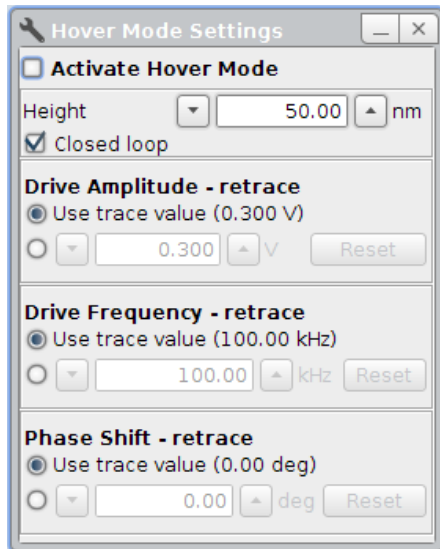 Hover Mode Settings
Activate Hover Mode
Height 50.00 nm
Closed loop
Drive Amplitude - retrace
Use trace value (0.300 V)
0.300 V Reset
Drive Frequency - retrace
Use trace value (100.00 kHz)
100.00 kHz Reset
Phase Shift - retrace
Use trace value (0.00 deg)
0.00 deg Reset